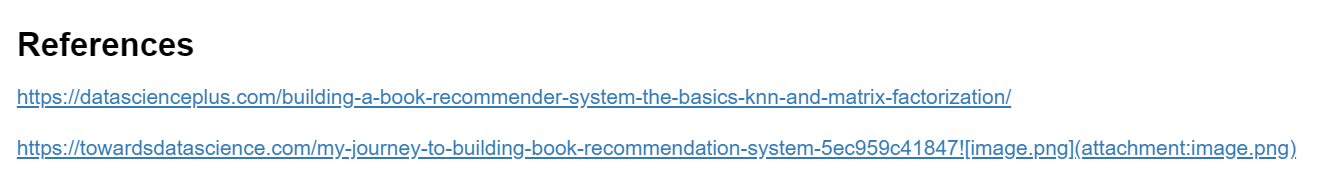 References
https://datascienceplus.com/building-a-book-recommender-system-the-basics-knn-and-matrix-factorization/
https://towardsdatascience.com/my-journey-to-building-book-recommendation-system-5ec959c41847![image.png](attachment:image.png)